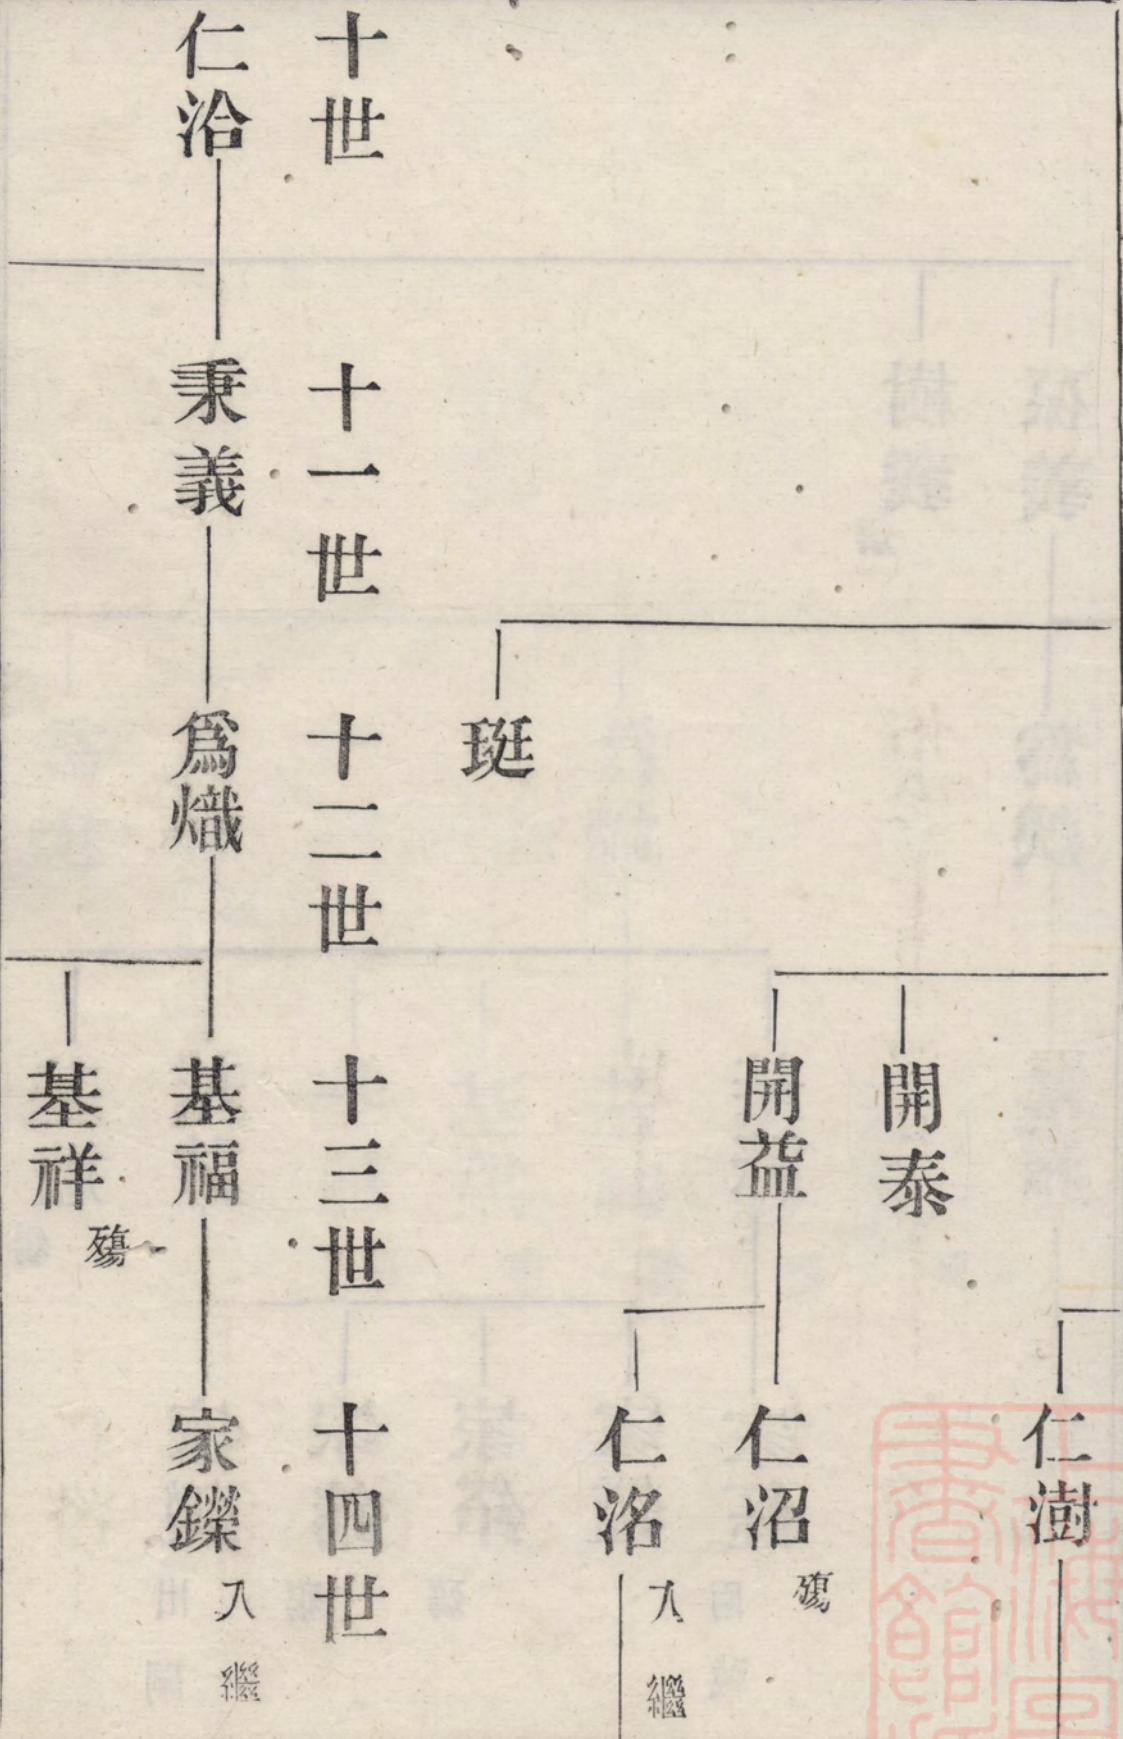 仁澍
開泰
開益
仁沼
殤
仁洺
入繼
珽
十世
十一世
十二世
十三世
十四世
仁洽
秉義
爲熾
基福
家鑠
入繼
基祥
殤